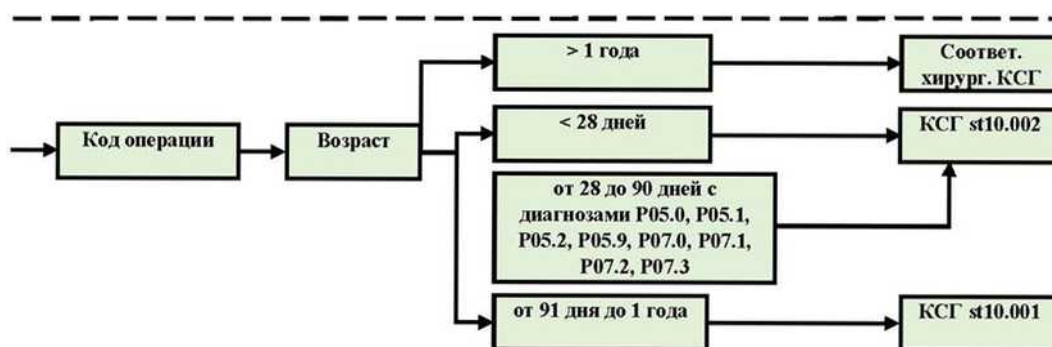 > 1 года
Соответ.
хирург. КСГ
Код операции
Возраст
< 28 дней
КСГ st10.002
от 28 до 90 дней с
диагнозами P05.0, P05.1,
P05.2, P05.9, P07.0, P07.1,
P07.2, P07.3
от 91 дня до 1 года
КСГ st10.001